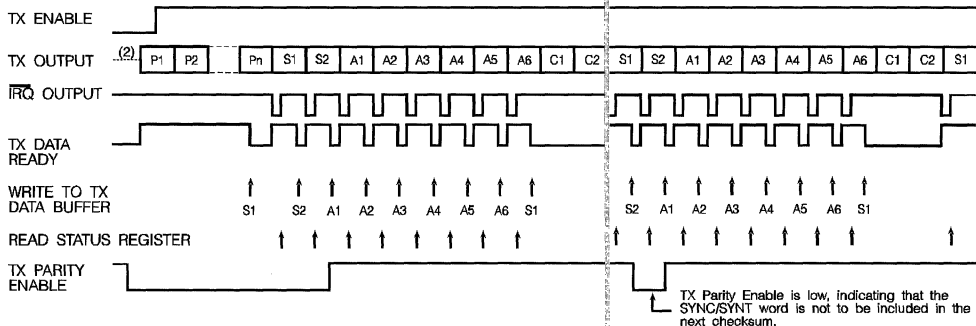 TX ENABLE
TX OUTPUT (2) P1 P2 Pn S1 S2 A1 A2 A3 A4 A5 A6 C1 C2 S1 S2 A1 A2 A3 A4 A5 A6 C1 C2 S1
IRQ OUTPUT
TX DATA
READY
WRITE TO TX
DATA BUFFER
S1 S2 A1 A2 A3 A4 A5 A6 S1 S2 A1 A2 A3 A4 A5 A6 S1
READ STATUS REGISTER
TX PARITY
ENABLE
TX Parity Enable is low, indicating that the
SYNC/SYNT word is not to be included in the
next checksum.